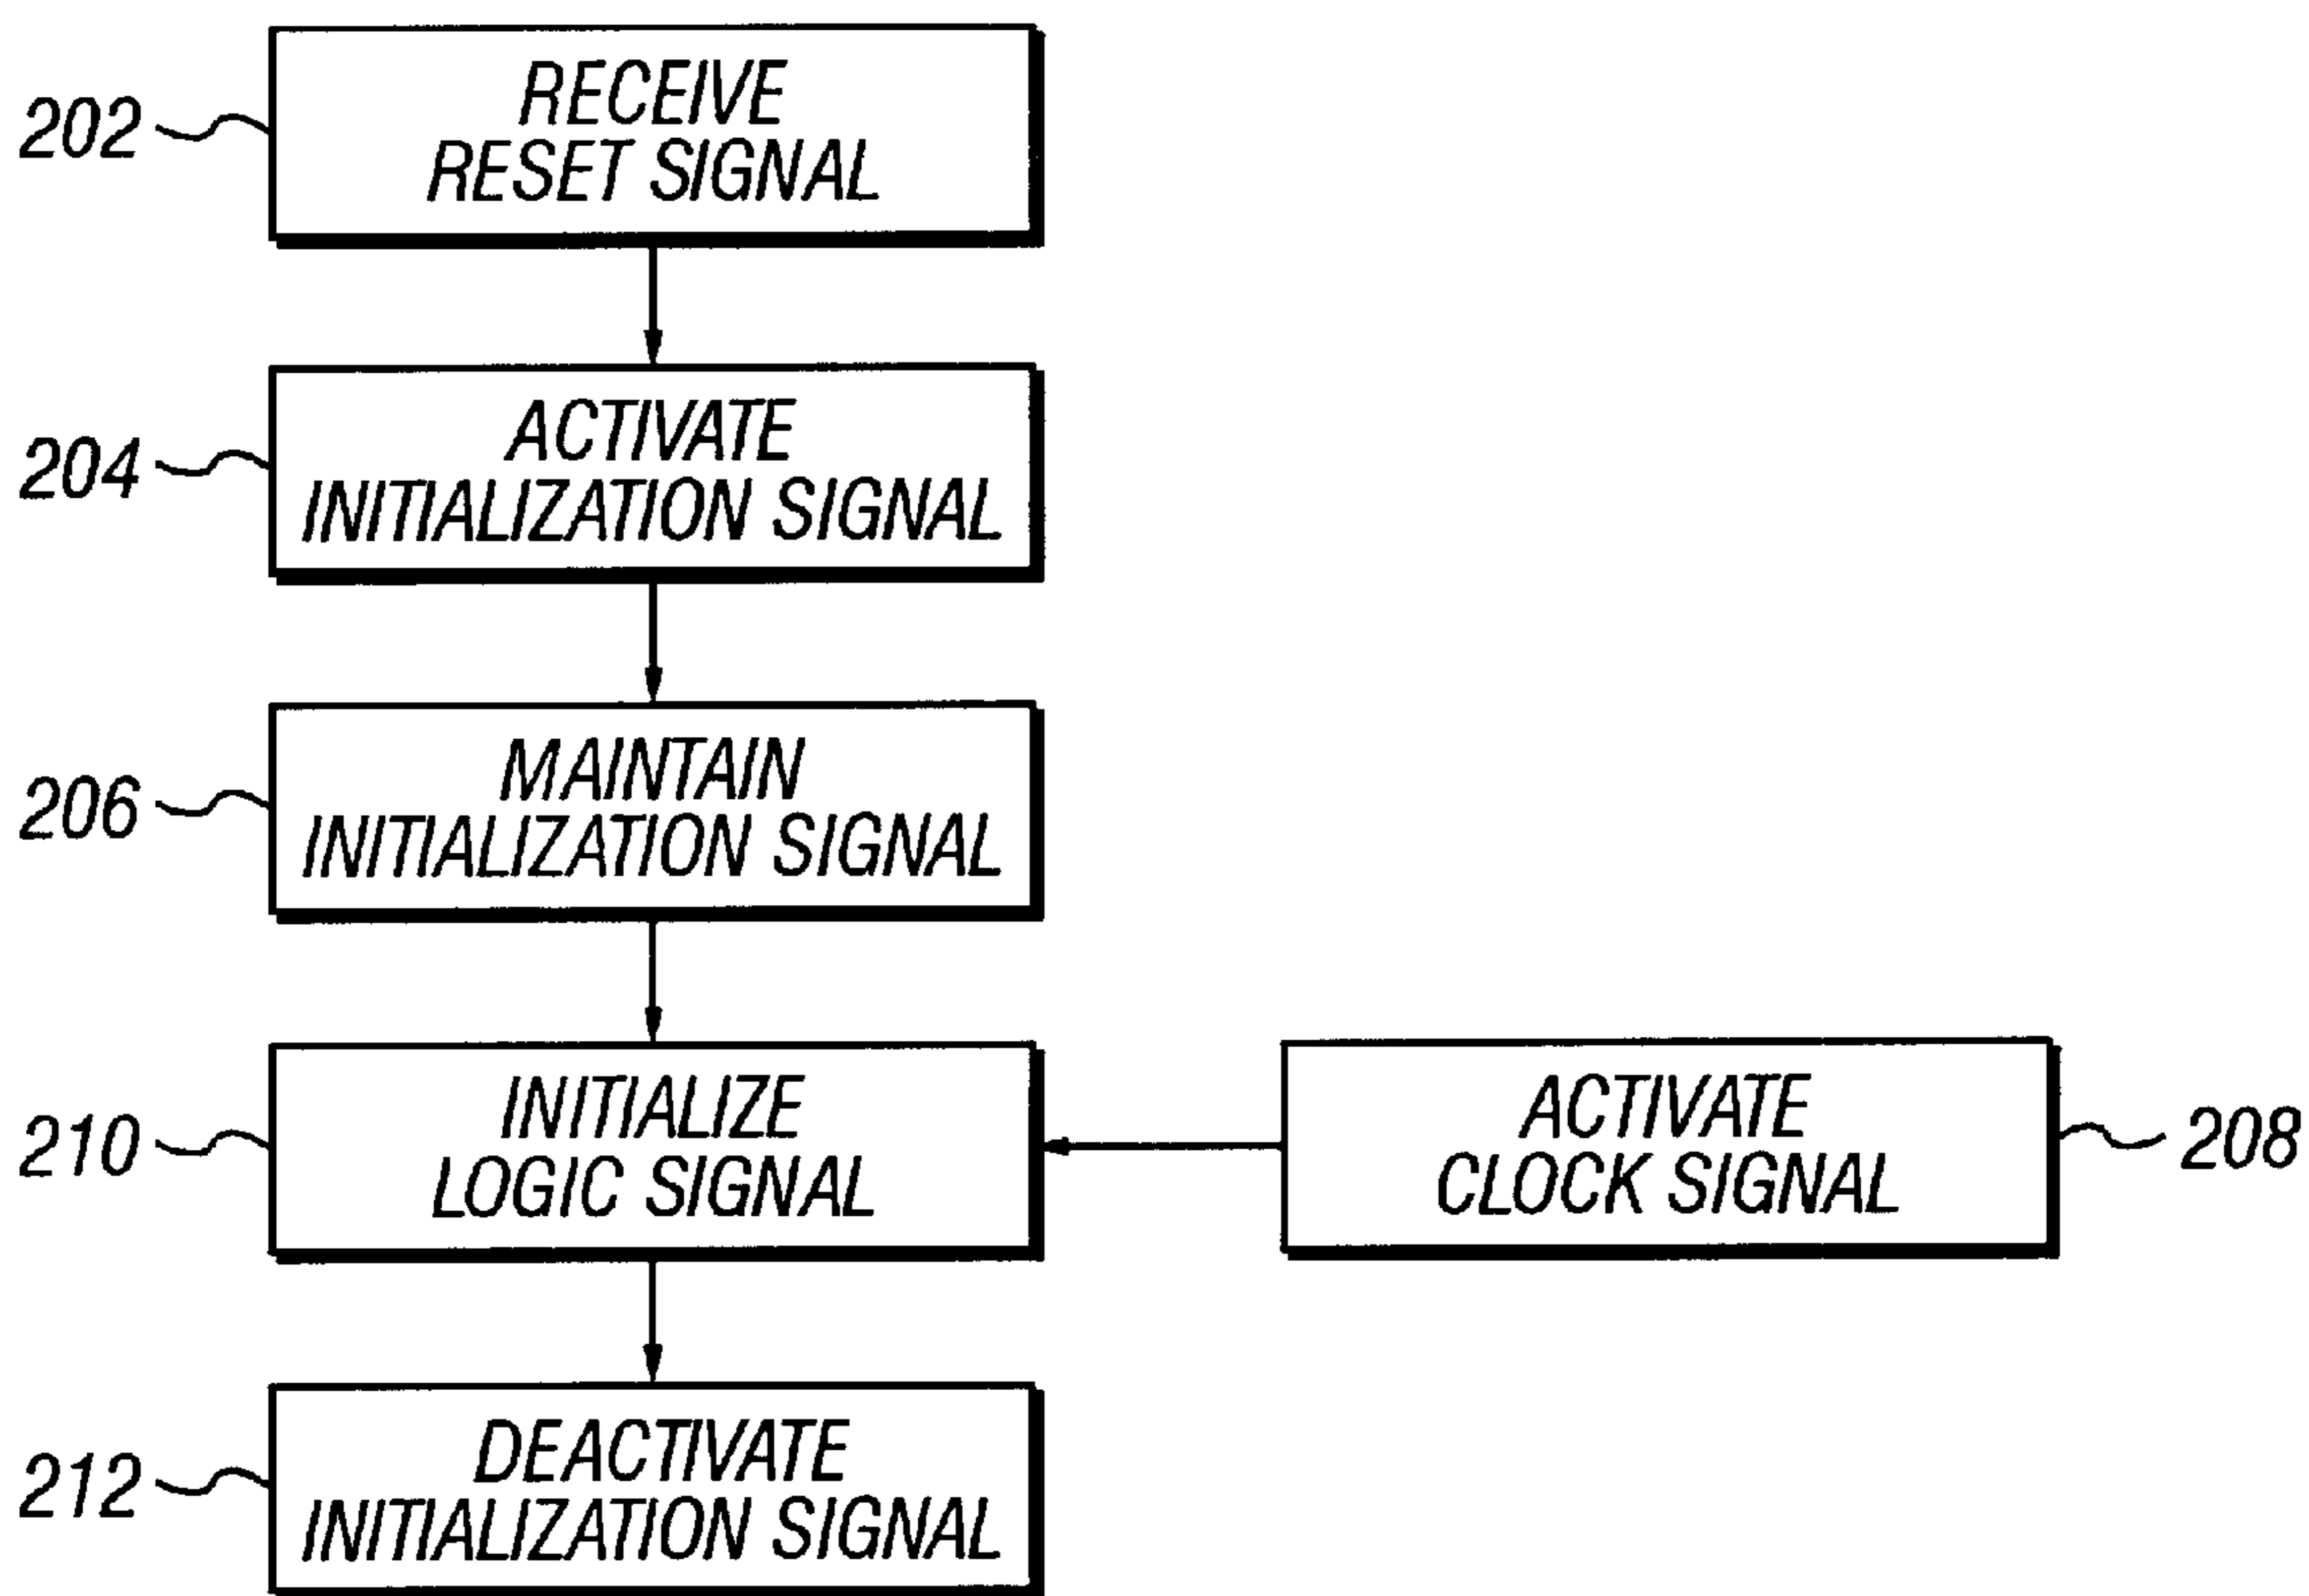 202
RECEIVE
RESET SIGNAL
204
ACTIVATE
INITIALIZATION SIGNAL
206
MAINTAIN
INITIALIZATION SIGNAL
210
INITIALIZE
LOGIC SIGNAL
ACTIVATE
CLOCK SIGNAL
208
212
DEACTIVATE
INITIALIZATION SIGNAL